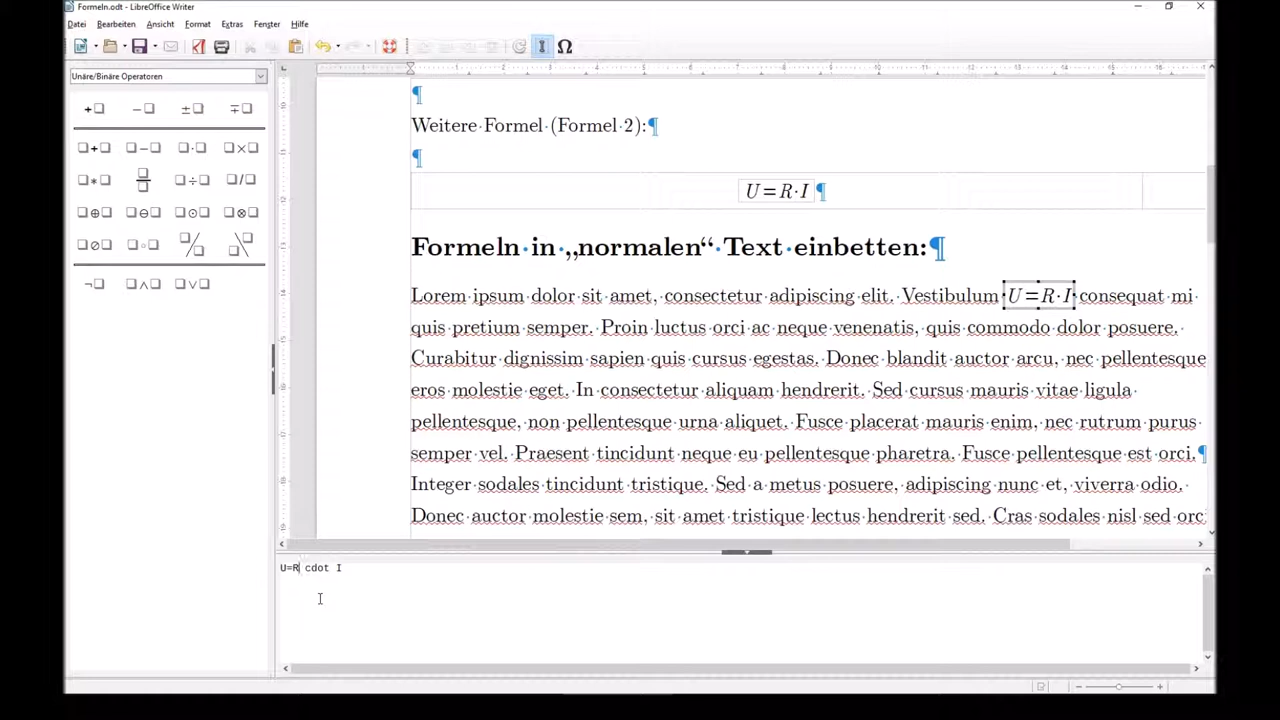 Formeln.odt - LibreOffice Writer
Datei Bearbeiten Ansicht Format Extras Fenster Hilfe
Unäre/Binäre Operatoren
Weitere Formel (Formel 2):¶
U=R·I¶
Formeln in „normalen“ Text einbetten:¶
Lorem ipsum dolor sit amet, consectetur adipiscing elit. Vestibulum U=R·I consequat mi
quis pretium semper. Proin luctus orci ac neque venenatis, quis commodo dolor posuere.
Curabitur dignissim sapien quis cursus egestas. Donec blandit auctor arcu, nec pellentesque
eros molestie eget. In consectetur aliquam hendrerit. Sed cursus mauris vitae ligula
pellentesque, non pellentesque urna aliquet. Fusce placerat mauris enim, nec rutrum purus
semper vel. Praesent tincidunt neque eu pellentesque pharetra. Fusce pellentesque est orci.¶
Integer sodales tincidunt tristique. Sed a metus posuere, adipiscing nunc et, viverra odio.
Donec auctor molestie sem, sit amet tristique lectus hendrerit sed. Cras sodales nisl sed orci
U=R cdot I